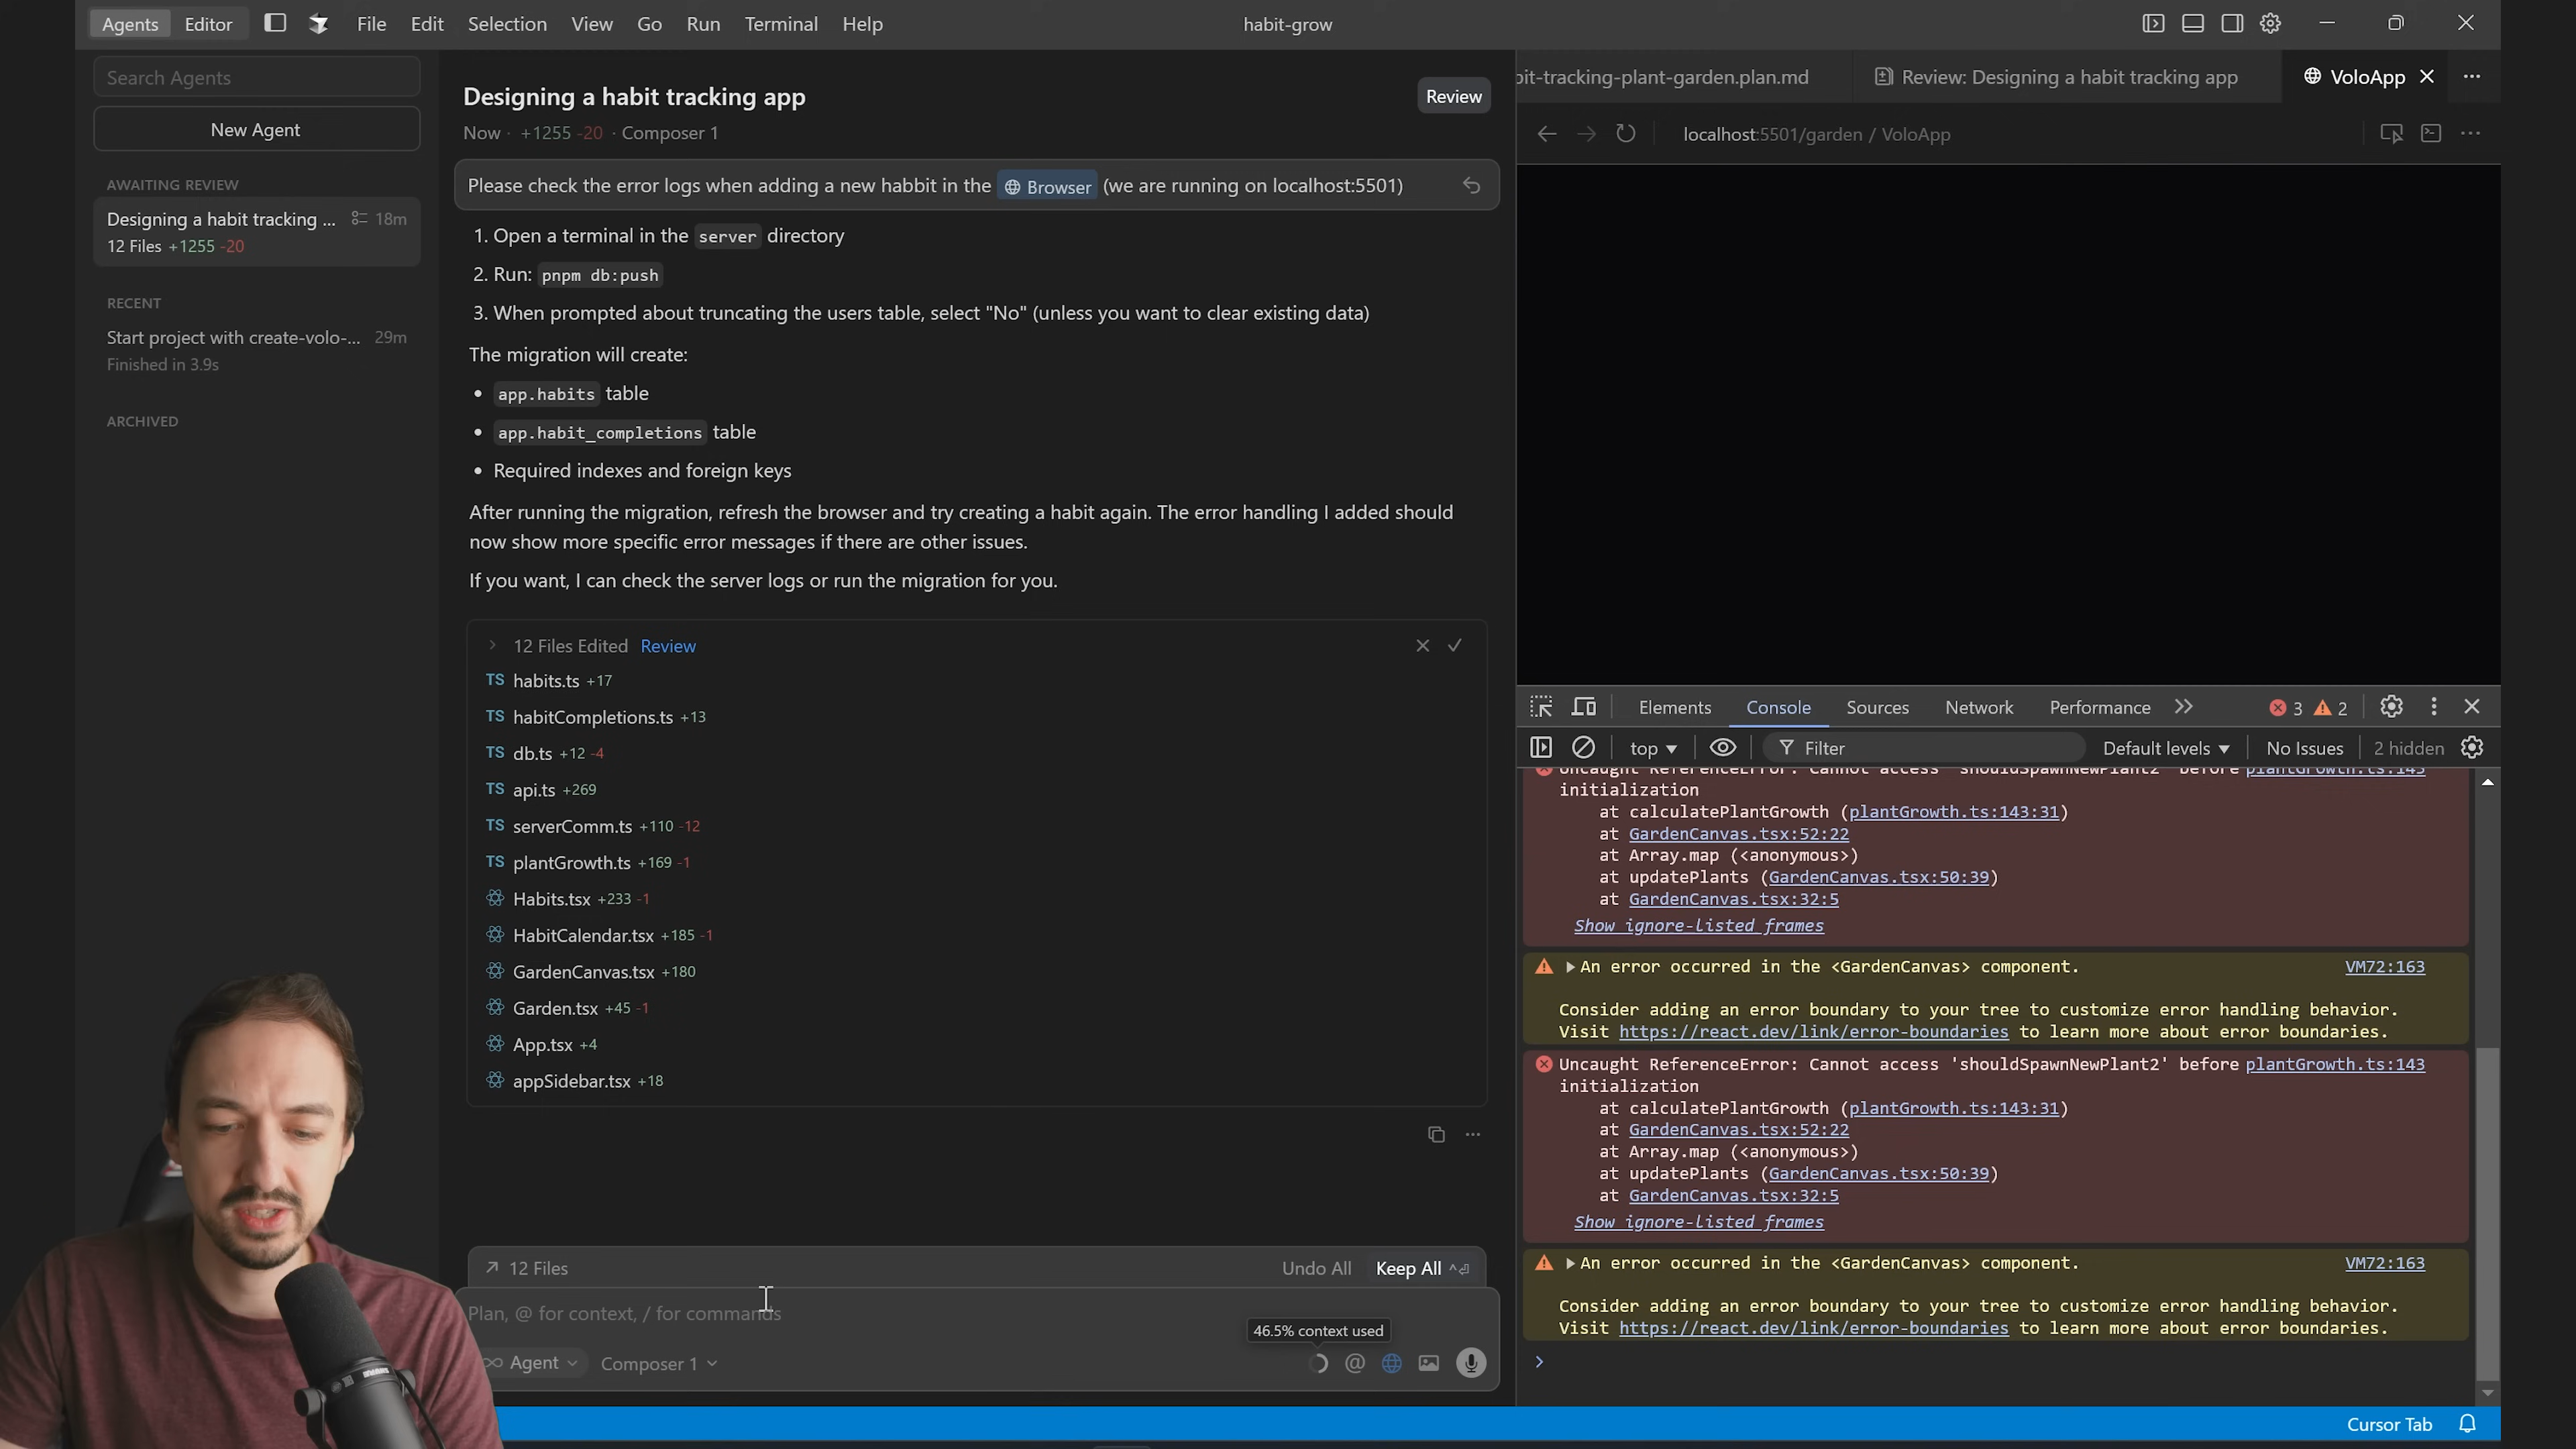 Agents Editor File Edit Selection View Go Run Terminal Help habit-grow
Search Agents
New Agent
AWAITING REVIEW
Designing a habit tracking ... 18m
12 Files +1255 -20
RECENT
Start project with create-volo-... 29m
Finished in 3.9s
ARCHIVED
Designing a habit tracking app
Review
Now · +1255 -20 · Composer 1
Please check the error logs when adding a new habbit in the Browser (we are running on localhost:5501)
1. Open a terminal in the server directory
2. Run: pnpm db:push
3. When prompted about truncating the users table, select "No" (unless you want to clear existing data)
The migration will create:
• app.habits table
• app.habit_completions table
• Required indexes and foreign keys
After running the migration, refresh the browser and try creating a habit again. The error handling I added should
now show more specific error messages if there are other issues.
If you want, I can check the server logs or run the migration for you.
12 Files Edited Review
TS habits.ts +17
TS habitCompletions.ts +13
TS db.ts +12 -4
TS api.ts +269
TS serverComm.ts +110 -12
TS plantGrowth.ts +169 -1
Habits.tsx +233 -1
HabitCalendar.tsx +185 -1
GardenCanvas.tsx +180
Garden.tsx +45 -1
App.tsx +4
appSidebar.tsx +18
12 Files Undo All Keep All
Plan, @ for context, / for commands
46.5% context used
Agent Composer 1
bit-tracking-plant-garden.plan.md Review: Designing a habit tracking app VoloApp
localhost:5501/garden / VoloApp
Elements Console Sources Network Performance 3 2
top Filter Default levels No Issues 2 hidden
Uncaught ReferenceError: Cannot access 'shouldSpawnNewPlant2' before plantGrowth.ts:143
initialization
at calculatePlantGrowth (plantGrowth.ts:143:31)
at GardenCanvas.tsx:52:22
at Array.map (<anonymous>)
at updatePlants (GardenCanvas.tsx:50:39)
at GardenCanvas.tsx:32:5
Show ignore-listed frames
An error occurred in the <GardenCanvas> component. VM72:163
Consider adding an error boundary to your tree to customize error handling behavior.
Visit https://react.dev/link/error-boundaries to learn more about error boundaries.
Uncaught ReferenceError: Cannot access 'shouldSpawnNewPlant2' before plantGrowth.ts:143
initialization
at calculatePlantGrowth (plantGrowth.ts:143:31)
at GardenCanvas.tsx:52:22
at Array.map (<anonymous>)
at updatePlants (GardenCanvas.tsx:50:39)
at GardenCanvas.tsx:32:5
Show ignore-listed frames
An error occurred in the <GardenCanvas> component. VM72:163
Consider adding an error boundary to your tree to customize error handling behavior.
Visit https://react.dev/link/error-boundaries to learn more about error boundaries.
Cursor Tab